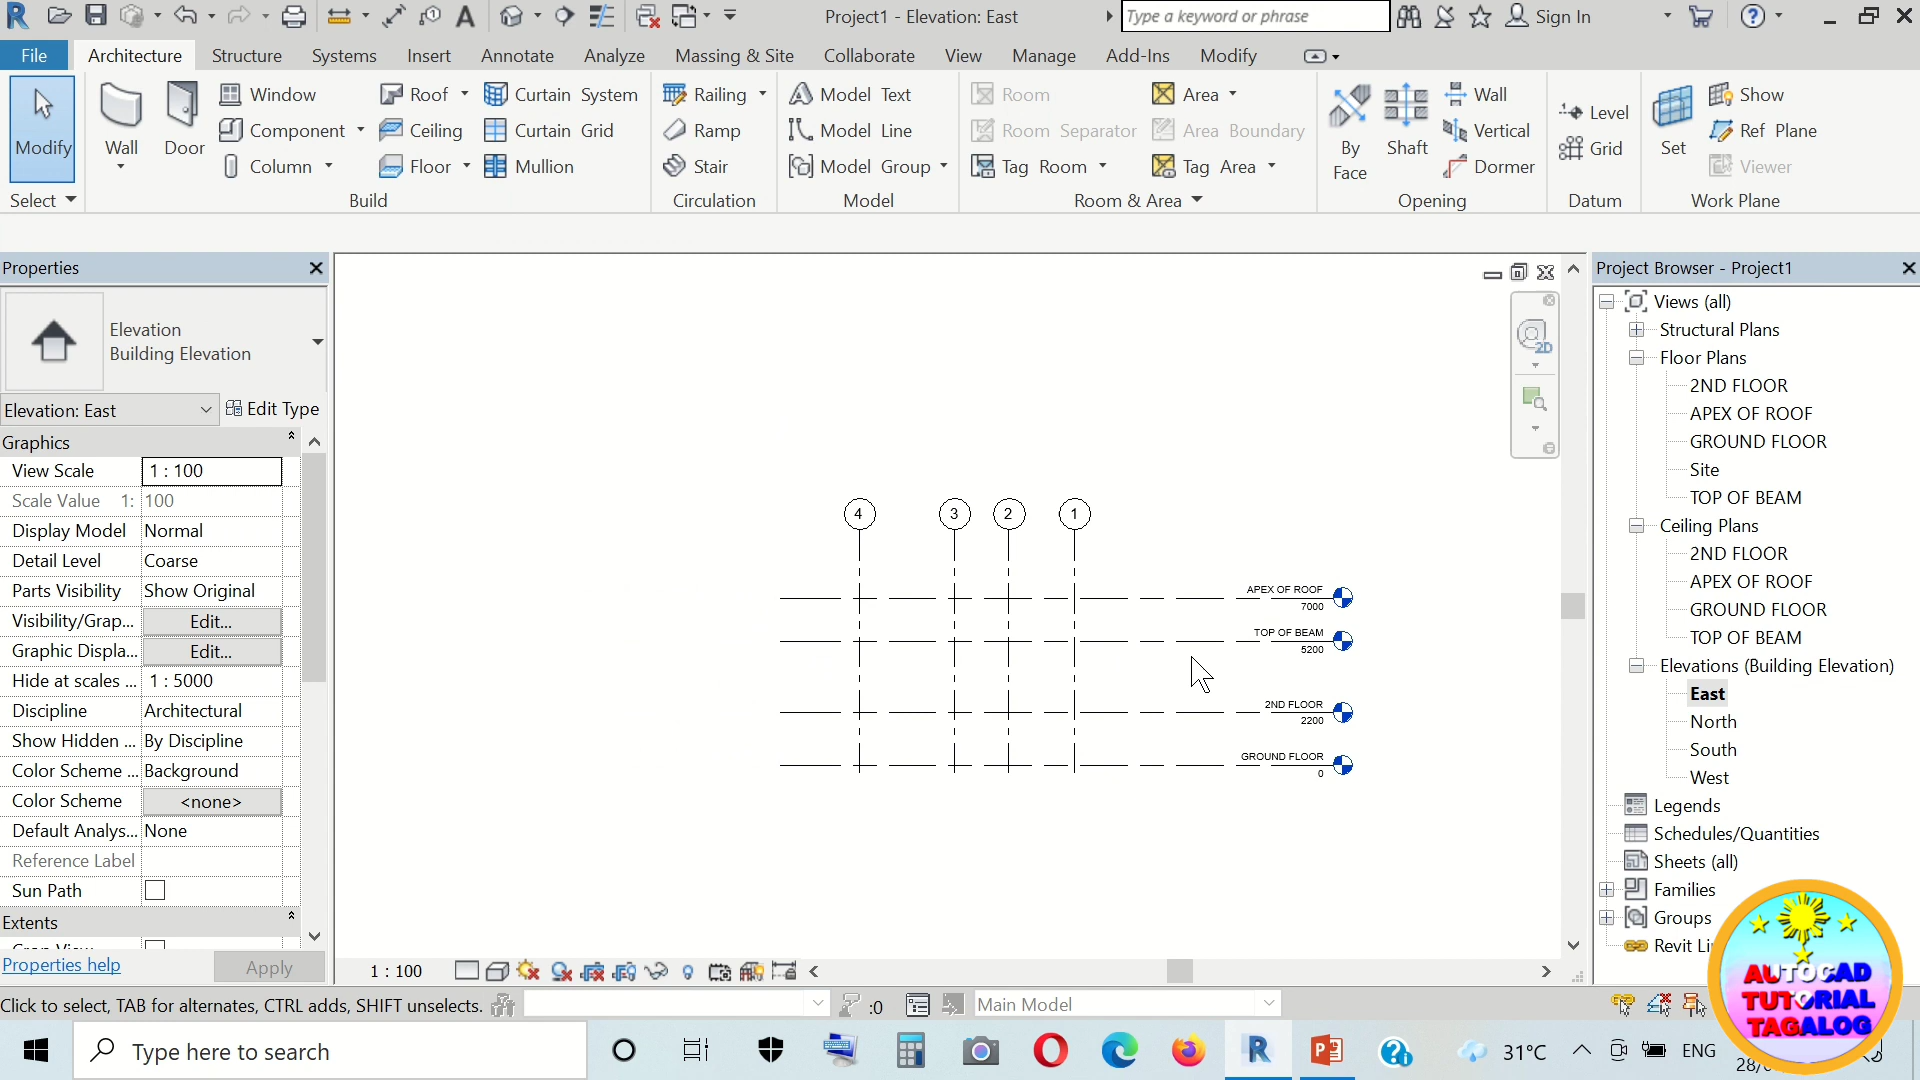 Project1 - Elevation: East
Type a keyword or phrase
Sign In
File Architecture Structure Systems Insert Annotate Analyze Massing & Site Collaborate View Manage Add-Ins Modify
Modify
Wall
Door
Window
Component
Column
Roof
Ceiling
Floor
Curtain System
Curtain Grid
Mullion
Railing
Ramp
Stair
Model Text
Model Line
Model Group
Room
Room Separator
Tag Room
Area
Area Boundary
Tag Area
By
Face
Shaft
Wall
Vertical
Dormer
Level
Grid
Set
Show
Ref Plane
Viewer
Select Build Circulation Model Room & Area Opening Datum Work Plane
Properties
Elevation
Building Elevation
Elevation: East
Edit Type
Graphics
View Scale 1 : 100
Scale Value 1: 100
Display Model Normal
Detail Level Coarse
Parts Visibility Show Original
Visibility/Grap... Edit...
Graphic Displa... Edit...
Hide at scales ... 1 : 5000
Discipline Architectural
Show Hidden ... By Discipline
Color Scheme ... Background
Color Scheme <none>
Default Analys... None
Reference Label
Sun Path
Extents
Crop View
Properties help
Apply
2D
4 3 2 1
APEX OF ROOF
7000
TOP OF BEAM
5200
2ND FLOOR
2200
GROUND FLOOR
0
1 : 100
Project Browser - Project1
Views (all)
Structural Plans
Floor Plans
2ND FLOOR
APEX OF ROOF
GROUND FLOOR
Site
TOP OF BEAM
Ceiling Plans
2ND FLOOR
APEX OF ROOF
GROUND FLOOR
TOP OF BEAM
Elevations (Building Elevation)
East
North
South
West
Legends
Schedules/Quantities
Sheets (all)
Families
Groups
Revit Li
AUTOCAD
TUTORIAL
TAGALOG
Click to select, TAB for alternates, CTRL adds, SHIFT unselects.
:0
Main Model
Type here to search
31°C
ENG
28/